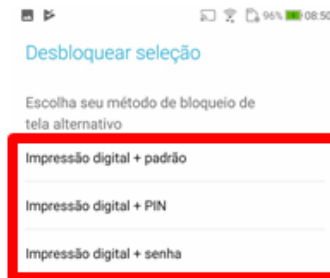 96% 08:50
Desbloquear seleção
Escolha seu método de bloqueio de
tela alternativo
Impressão digital + padrão
Impressão digital + PIN
Impressão digital + senha